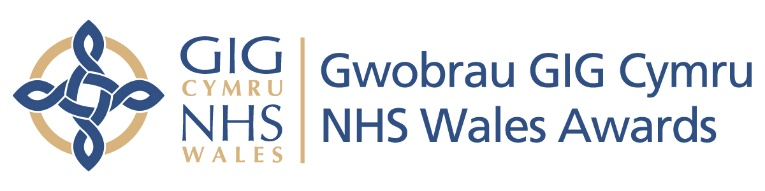 GIG
CYMRU
NHS
WALES
Gwobrau GIG Cymru
NHS Wales Awards